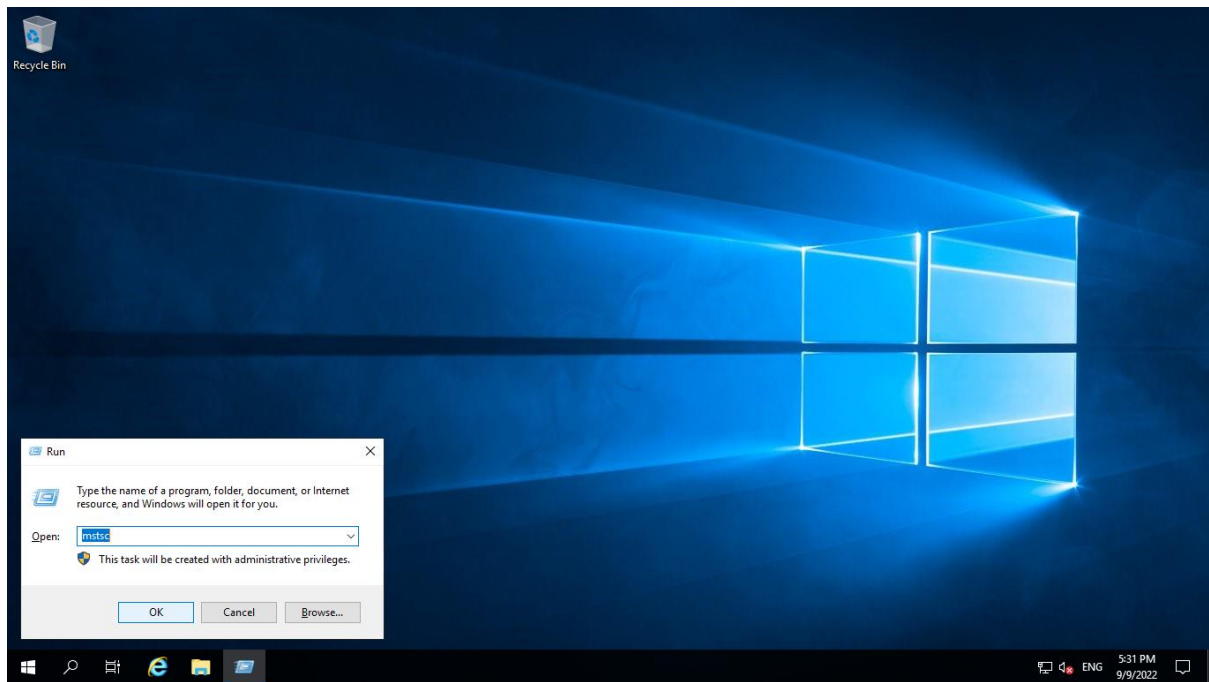 Recycle Bin
Run
Type the name of a program, folder, document, or Internet
resource, and Windows will open it for you.
Open:
mstsc
This task will be created with administrative privileges.
OK
Cancel
Browse...
ENG
5:31 PM
9/9/2022